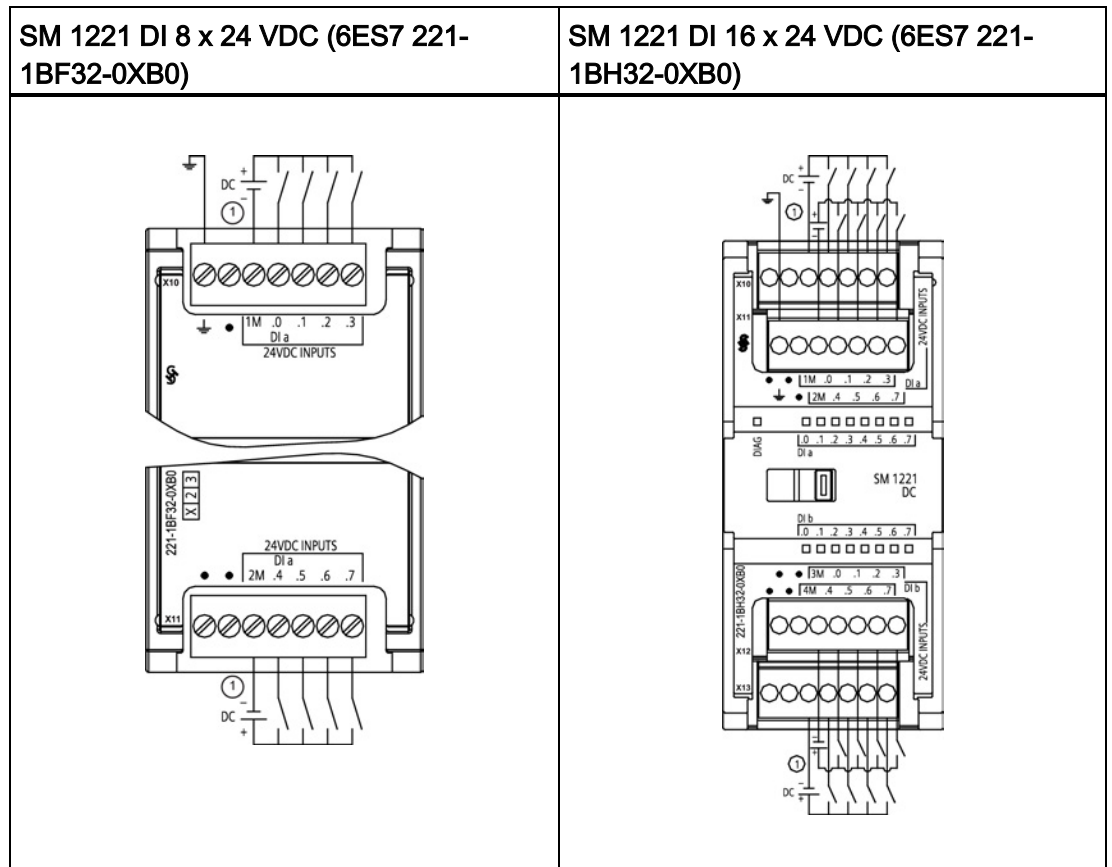 SM 1221 DI 8 x 24 VDC (6ES7 221-
1BF32-0XB0)
SM 1221 DI 16 x 24 VDC (6ES7 221-
1BH32-0XB0)
+
DC
-
1
X10
1M .0 .1 .2 .3
DI a
24VDC INPUTS
221-1BF32-0XB0
X 2 3
24VDC INPUTS
DI a
2M .4 .5 .6 .7
X11
1
-
DC
+
+
DC
-
1
+
-
X10
X11
24VDC INPUTS
1M .0 .1 .2 .3
DI a
2M .4 .5 .6 .7
DIAG
.0 .1 .2 .3 .4 .5 .6 .7
DI a
SM 1221
DC
DI b
.0 .1 .2 .3 .4 .5 .6 .7
221-1BH32-0XB0
3M .0 .1 .2 .3
4M .4 .5 .6 .7
DI b
24VDC INPUTS
X12
X13
-
+
1
-
DC
+